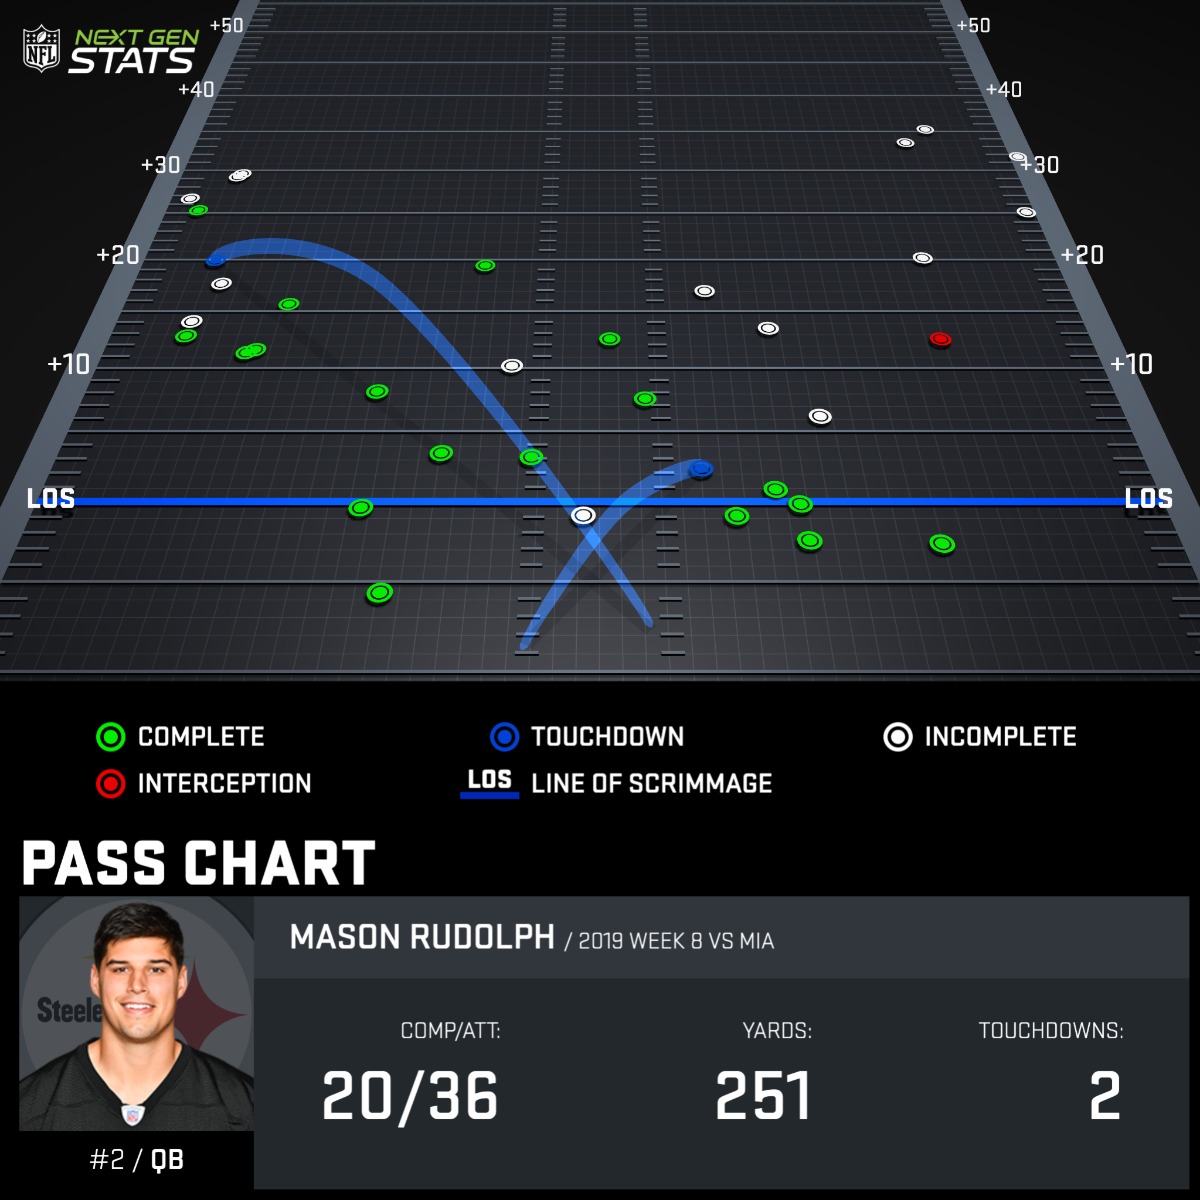 +50 +50
NFL NEXT GEN
STATS
+40 +40
+30 +30
+20 +20
+10 +10
LOS LOS
COMPLETE TOUCHDOWN INCOMPLETE
INTERCEPTION LOS LINE OF SCRIMMAGE
PASS CHART
MASON RUDOLPH / 2019 WEEK 8 VS MIA
Steele
COMP/ATT: YARDS: TOUCHDOWNS:
20/36 251 2
#2 / QB